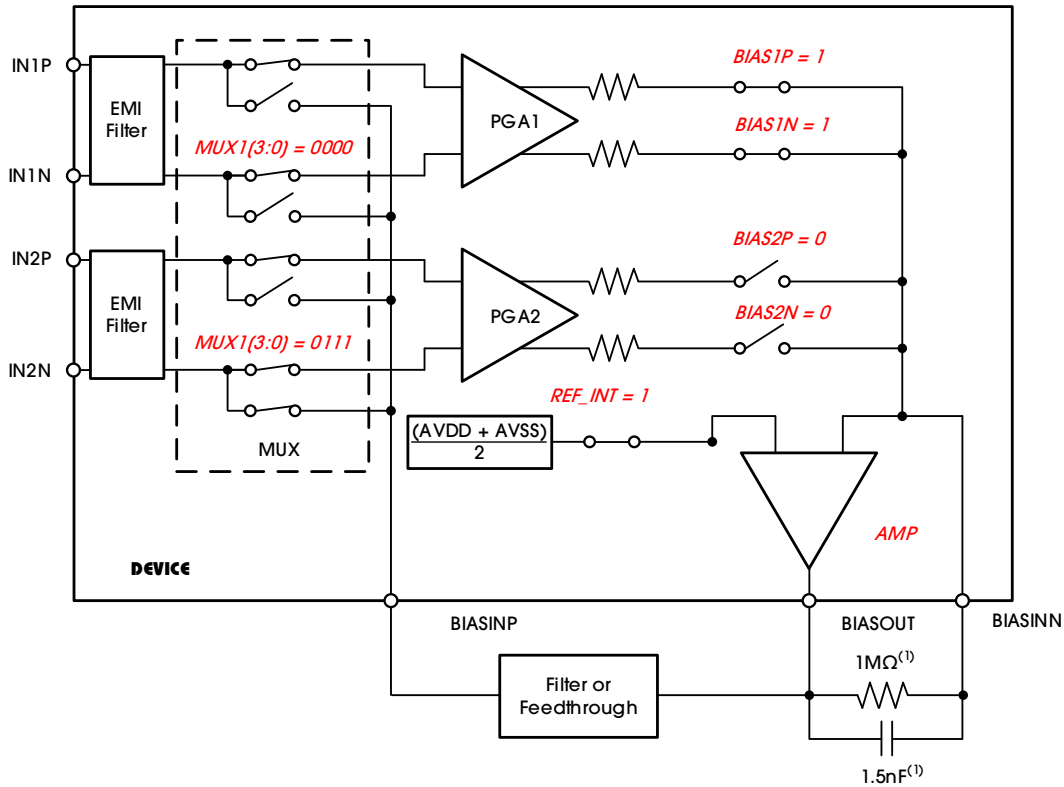 IN1P
EMI
Filter
IN1N
MUX1(3:0) = 0000
PGA1
BIAS1P = 1
BIAS1N = 1
IN2P
EMI
Filter
IN2N
MUX1(3:0) = 0111
MUX
PGA2
BIAS2P = 0
BIAS2N = 0
REF_INT = 1
(AVDD + AVSS)
2
AMP
DEVICE
BIASINP
BIASOUT
BIASINN
Filter or
Feedthrough
1MΩ(1)
1.5nF(1)